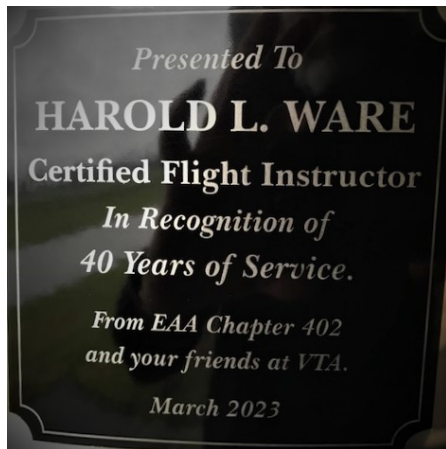 Presented To
HAROLD L. WARE
Certified Flight Instructor
In Recognition of
40 Years of Service.
From EAA Chapter 402
and your friends at VTA.
March 2023